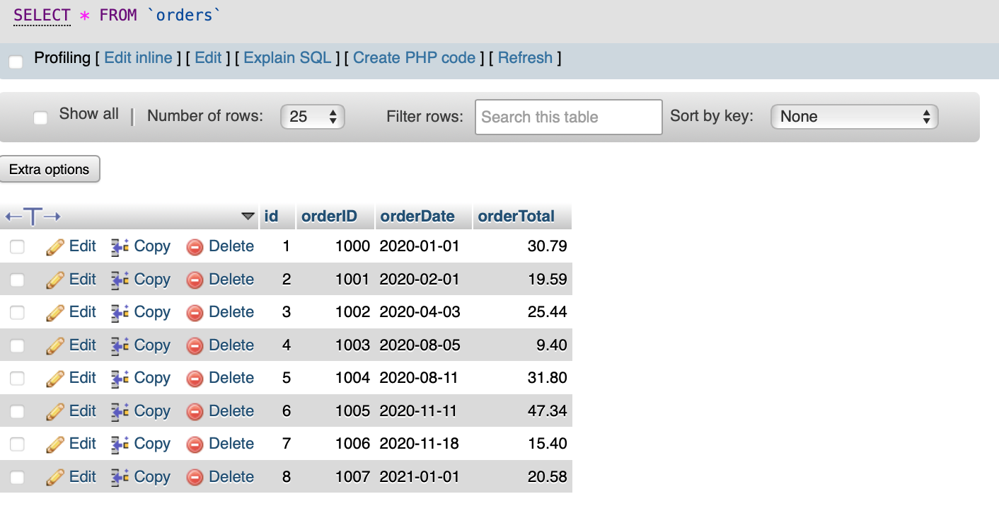 SELECT * FROM `orders`
Profiling [ Edit inline ] [ Edit ] [ Explain SQL ] [ Create PHP code ] [ Refresh ]
Show all | Number of rows: 25 Filter rows: Search this table Sort by key: None
Extra options
←T→ id orderID orderDate orderTotal
Edit Copy Delete 1 1000 2020-01-01 30.79
Edit Copy Delete 2 1001 2020-02-01 19.59
Edit Copy Delete 3 1002 2020-04-03 25.44
Edit Copy Delete 4 1003 2020-08-05 9.40
Edit Copy Delete 5 1004 2020-08-11 31.80
Edit Copy Delete 6 1005 2020-11-11 47.34
Edit Copy Delete 7 1006 2020-11-18 15.40
Edit Copy Delete 8 1007 2021-01-01 20.58